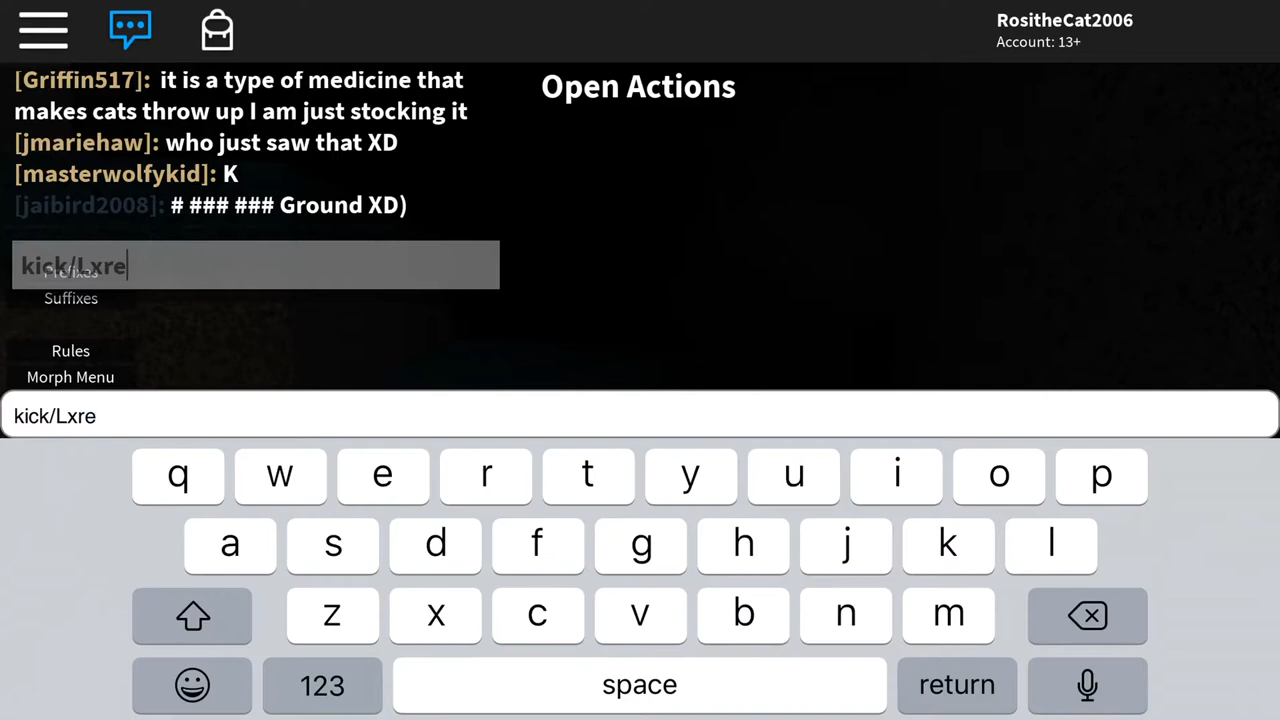 RositheCat2006
Account: 13+
[Griffin517]: it is a type of medicine that
makes cats throw up I am just stocking it
[jmariehaw]: who just saw that XD
[masterwolfykid]: K
[jaibird2008]: # ### ### Ground XD)
Open Actions
kick/Lxre
Prefixes
Suffixes
Rules
Morph Menu
kick/Lxre
q w e r t y u i o p
a s d f g h j k l
z x c v b n m
123 space return